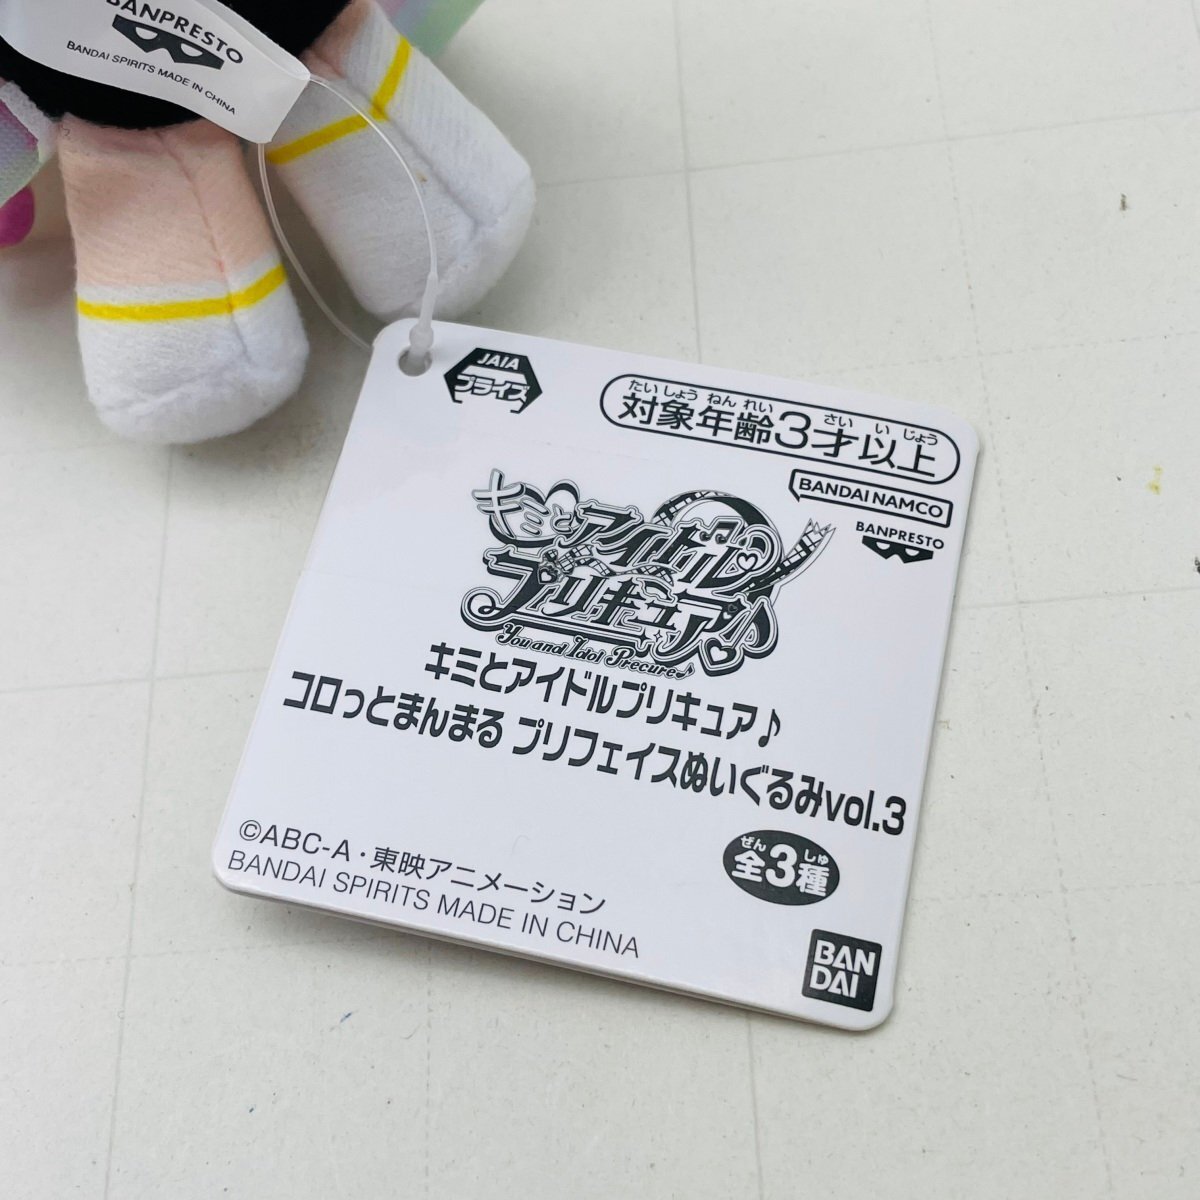 BANPRESTO
BANDAI SPIRITS MADE IN CHINA
JAIA
プライズ
たいしょうねんれい さいいじょう
対象年齢3才以上
BANDAI NAMCO
BANPRESTO
キミとアイドル
プリキュア♪
You and Idol Precure♪
キミとアイドルプリキュア♪
コロっとまんまる プリフェイスぬいぐるみvol.3
ぜん しゅ
全3種
©ABC-A・東映アニメーション
BANDAI SPIRITS MADE IN CHINA
BAN
DAI